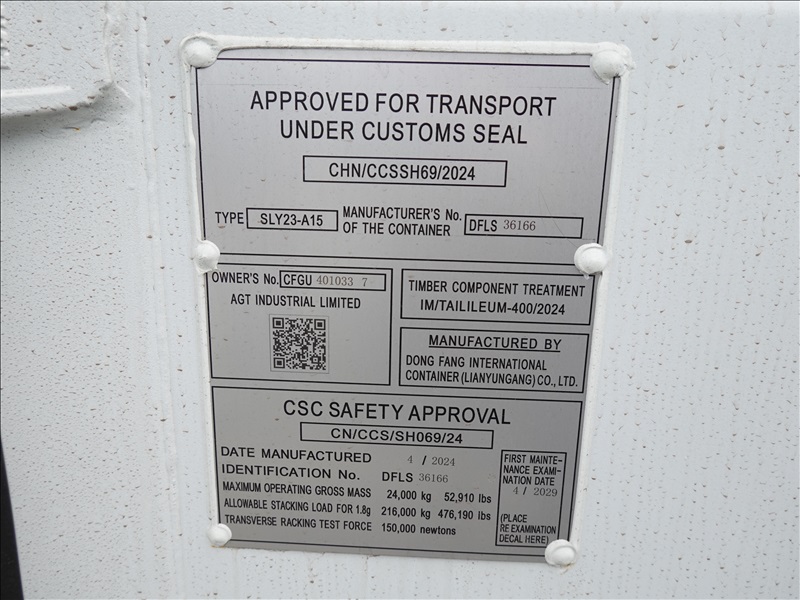 APPROVED FOR TRANSPORT
UNDER CUSTOMS SEAL
CHN/CCSSH69/2024
TYPE SLY23-A15 MANUFACTURER'S No.
OF THE CONTAINER DFLS 36166
OWNER'S No. CFGU 401033 7
AGT INDUSTRIAL LIMITED
TIMBER COMPONENT TREATMENT
IM/TAILILEUM-400/2024
MANUFACTURED BY
DONG FANG INTERNATIONAL
CONTAINER (LIANYUNGANG) CO., LTD.
CSC SAFETY APPROVAL
CN/CCS/SH069/24
DATE MANUFACTURED 4 / 2024
IDENTIFICATION No. DFLS 36166
MAXIMUM OPERATING GROSS MASS 24,000 kg 52,910 lbs
ALLOWABLE STACKING LOAD FOR 1.8g 216,000 kg 476,190 lbs
TRANSVERSE RACKING TEST FORCE 150,000 newtons
FIRST MAINTE-
NANCE EXAMI-
NATION DATE
4 / 2029
(PLACE
RE EXAMINATION
DECAL HERE)